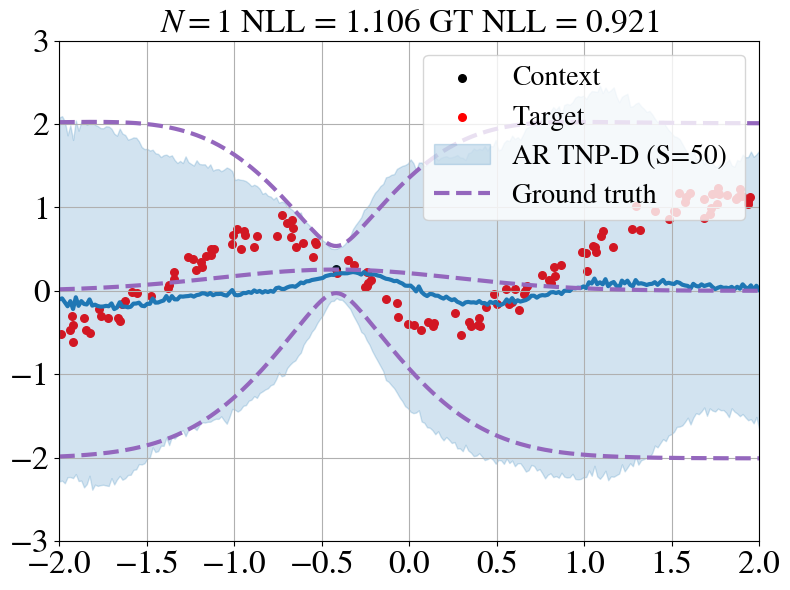 N = 1 NLL = 1.106 GT NLL = 0.921
Context
Target
AR TNP-D (S=50)
Ground truth
3
2
1
0
−1
−2
−3
−2.0 −1.5 −1.0 −0.5 0.0 0.5 1.0 1.5 2.0